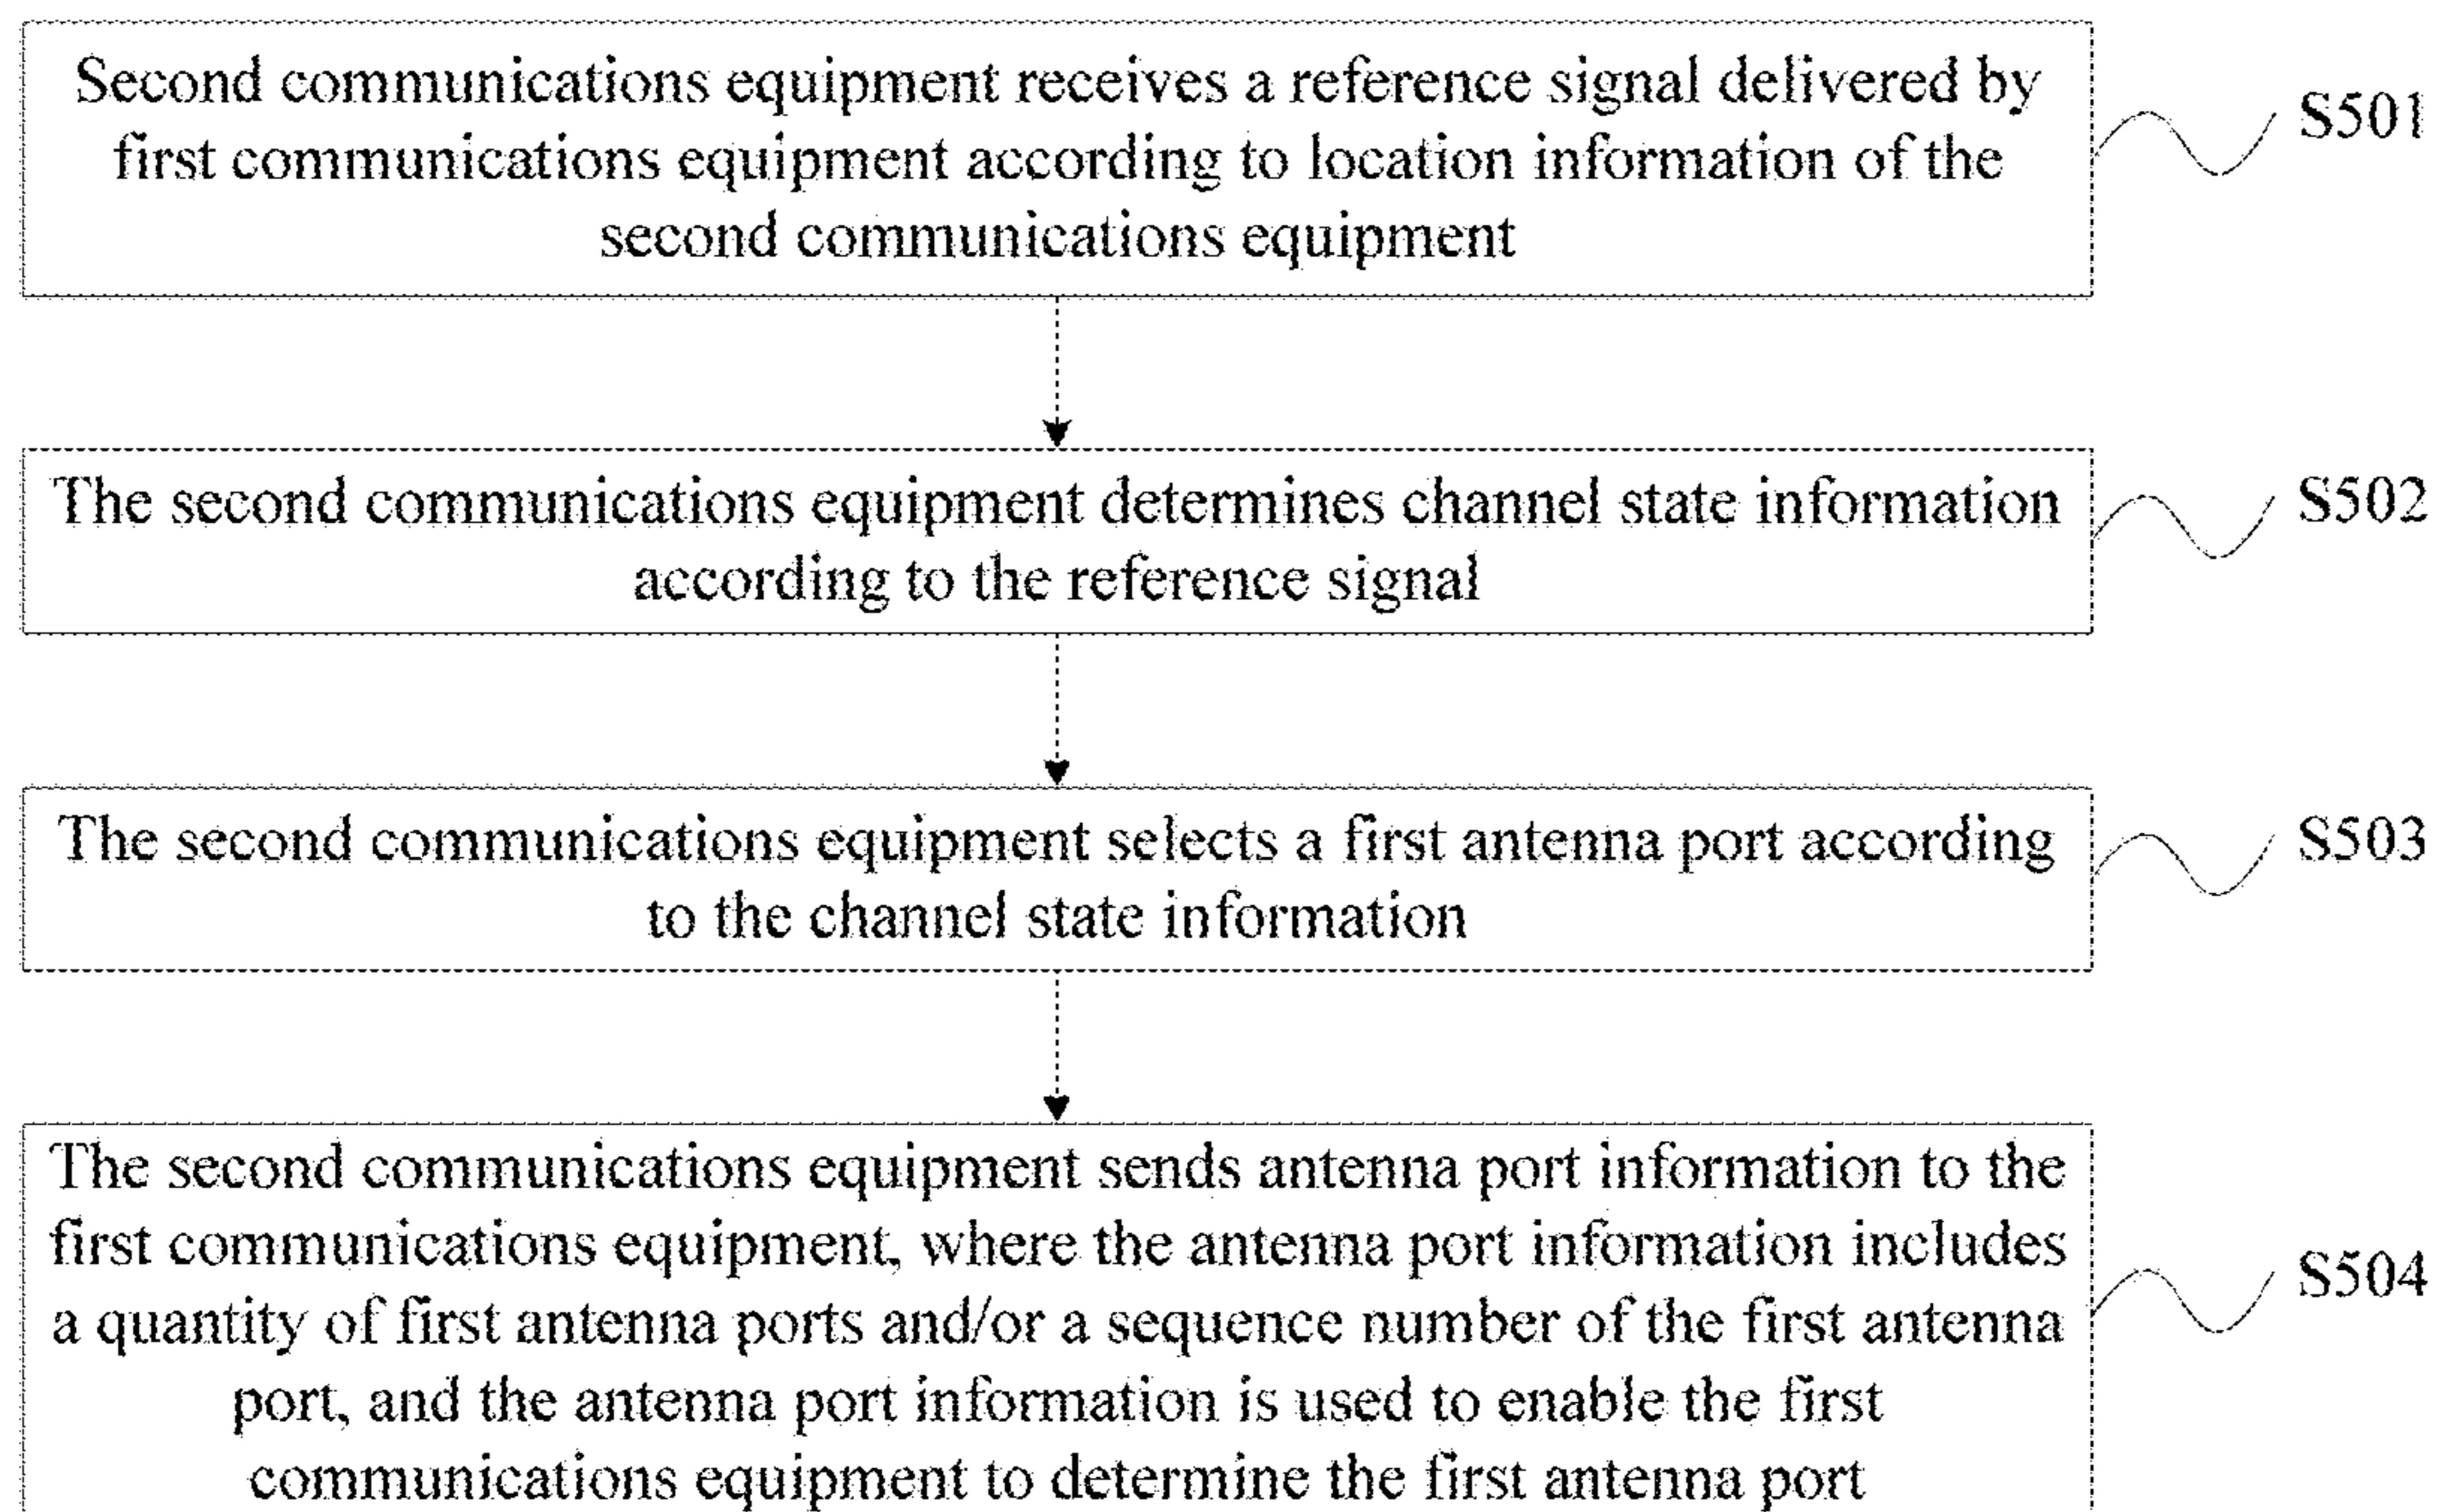 Second communications equipment receives a reference signal delivered by
first communications equipment according to location information of the
second communications equipment
S501
The second communications equipment determines channel state information
according to the reference signal
S502
The second communications equipment selects a first antenna port according
to the channel state information
S503
The second communications equipment sends antenna port information to the
first communications equipment, where the antenna port information includes
a quantity of first antenna ports and/or a sequence number of the first antenna
port, and the antenna port information is used to enable the first
communications equipment to determine the first antenna port
S504